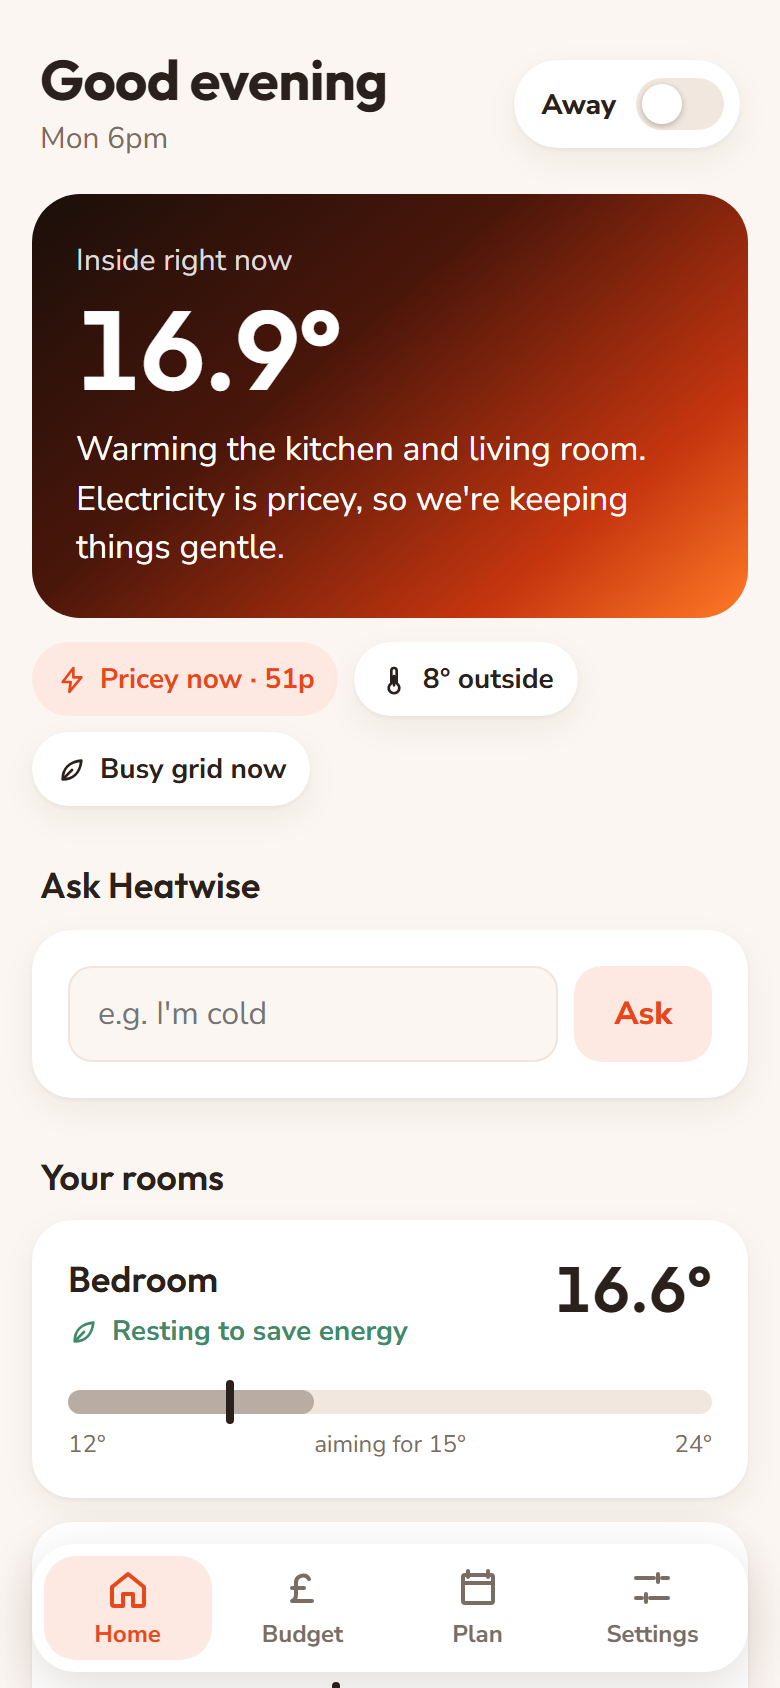 Good evening
Mon 6pm
Away
Inside right now
16.9°
Warming the kitchen and living room.
Electricity is pricey, so we're keeping
things gentle.
Pricey now · 51p
8° outside
Busy grid now
Ask Heatwise
e.g. I'm cold
Ask
Your rooms
Bedroom
16.6°
Resting to save energy
12°
aiming for 15°
24°
Home
£
Budget
Plan
Settings